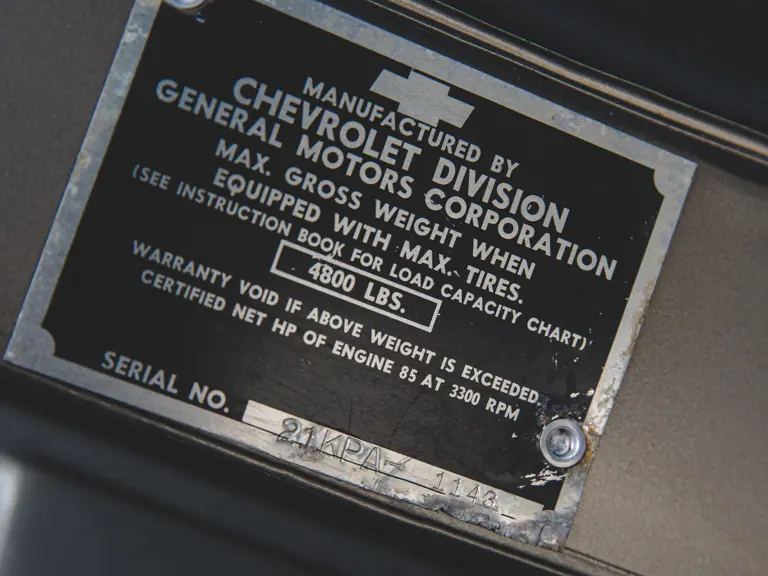 MANUFACTURED BY
CHEVROLET DIVISION
GENERAL MOTORS CORPORATION
MAX. GROSS WEIGHT WHEN
EQUIPPED WITH MAX. TIRES.
(SEE INSTRUCTION BOOK FOR LOAD CAPACITY CHART)
4800 LBS.
WARRANTY VOID IF ABOVE WEIGHT IS EXCEEDED
CERTIFIED NET HP OF ENGINE 85 AT 3300 RPM
SERIAL NO. 21KPA- 1143